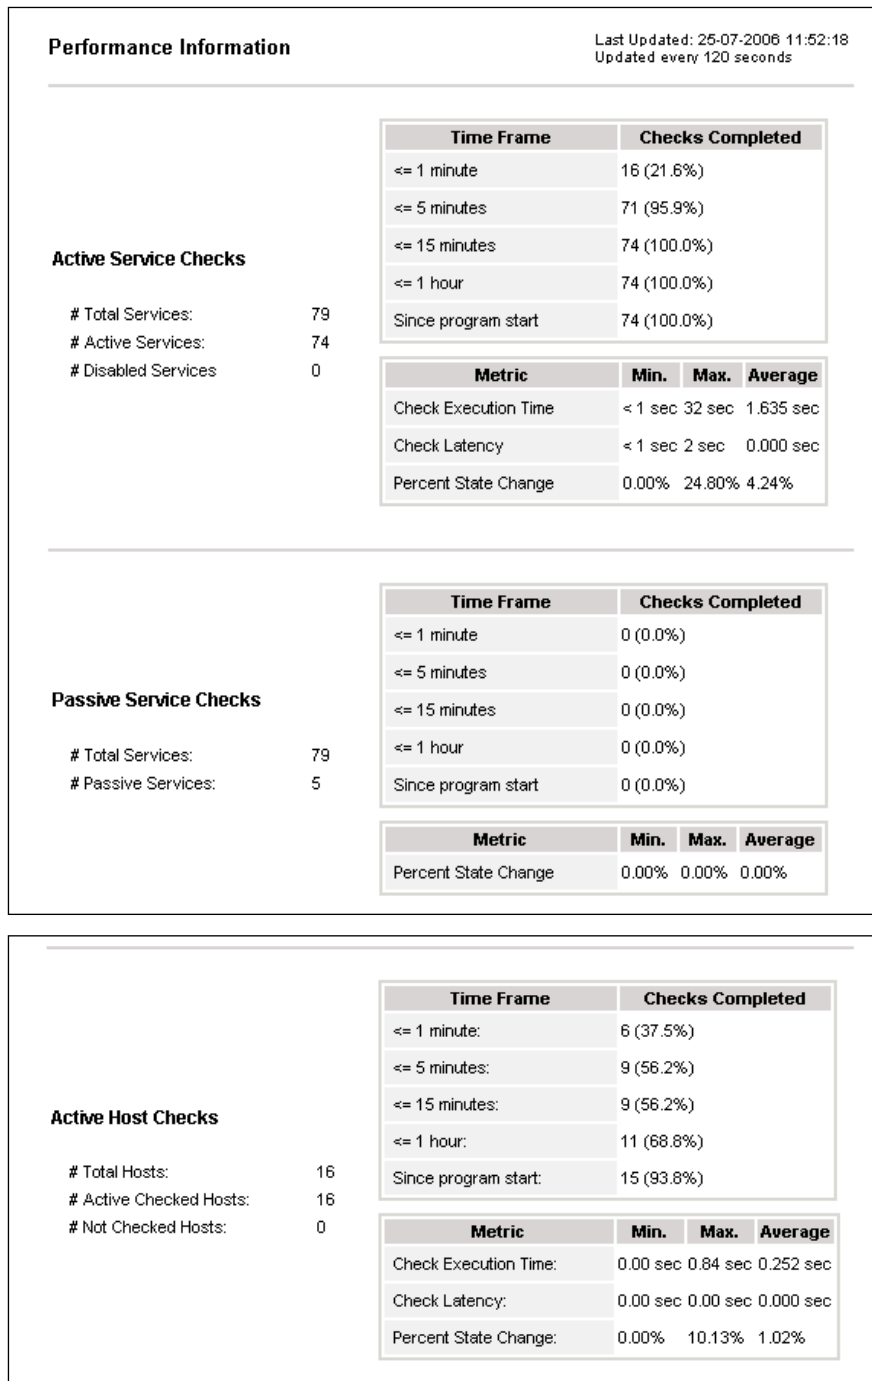 Performance Information
Last Updated: 25-07-2006 11:52:18
Updated every 120 seconds
Active Service Checks
# Total Services: 79
# Active Services: 74
# Disabled Services 0
Time Frame Checks Completed
<= 1 minute 16 (21.6%)
<= 5 minutes 71 (95.9%)
<= 15 minutes 74 (100.0%)
<= 1 hour 74 (100.0%)
Since program start 74 (100.0%)
Metric Min. Max. Average
Check Execution Time < 1 sec 32 sec 1.635 sec
Check Latency < 1 sec 2 sec 0.000 sec
Percent State Change 0.00% 24.80% 4.24%
Passive Service Checks
# Total Services: 79
# Passive Services: 5
Time Frame Checks Completed
<= 1 minute 0 (0.0%)
<= 5 minutes 0 (0.0%)
<= 15 minutes 0 (0.0%)
<= 1 hour 0 (0.0%)
Since program start 0 (0.0%)
Metric Min. Max. Average
Percent State Change 0.00% 0.00% 0.00%
Active Host Checks
# Total Hosts: 16
# Active Checked Hosts: 16
# Not Checked Hosts: 0
Time Frame Checks Completed
<= 1 minute: 6 (37.5%)
<= 5 minutes: 9 (56.2%)
<= 15 minutes: 9 (56.2%)
<= 1 hour: 11 (68.8%)
Since program start: 15 (93.8%)
Metric Min. Max. Average
Check Execution Time: 0.00 sec 0.84 sec 0.252 sec
Check Latency: 0.00 sec 0.00 sec 0.000 sec
Percent State Change: 0.00% 10.13% 1.02%